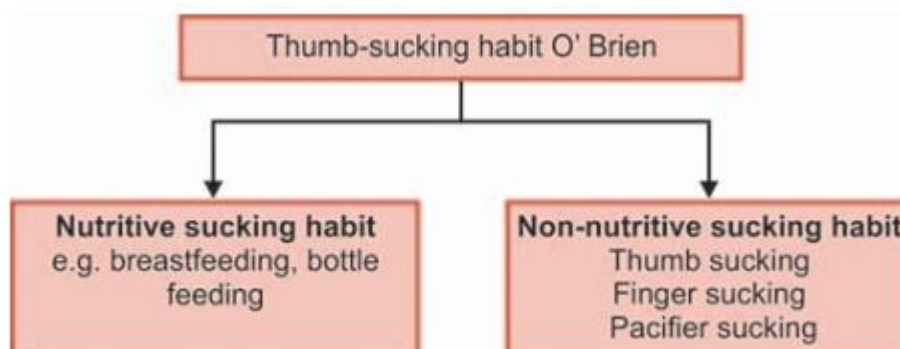 Thumb-sucking habit O' Brien
Nutritive sucking habit
e.g. breastfeeding, bottle
feeding
Non-nutritive sucking habit
Thumb sucking
Finger sucking
Pacifier sucking